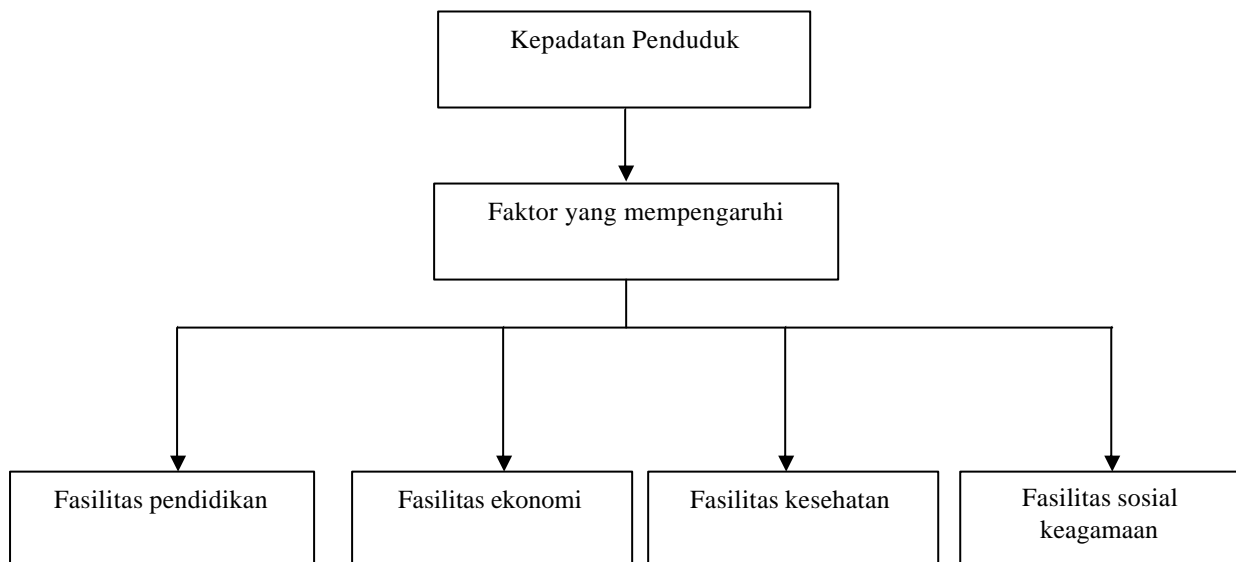 Kepadatan Penduduk
Faktor yang mempengaruhi
Fasilitas pendidikan
Fasilitas ekonomi
Fasilitas kesehatan
Fasilitas sosial
keagamaan